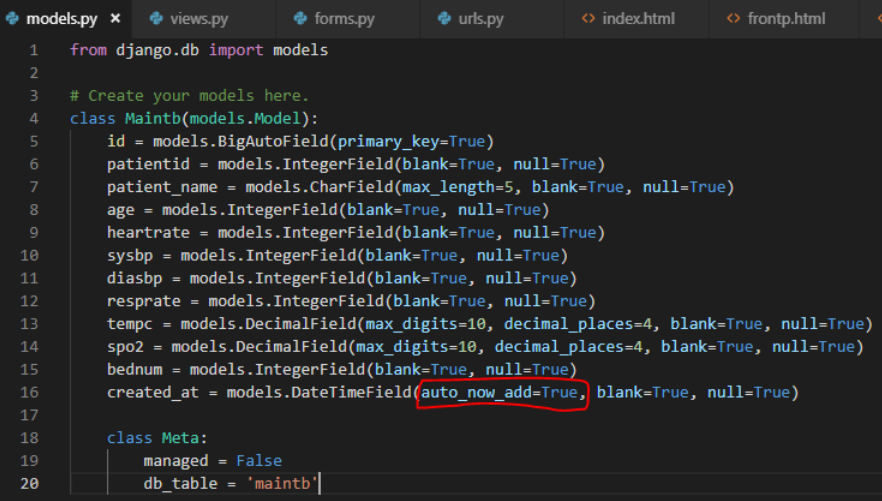 models.py × views.py forms.py urls.py <> index.html <> frontp.html
1 from django.db import models
2
3 # Create your models here.
4 class Maintb(models.Model):
5 id = models.BigAutoField(primary_key=True)
6 patientid = models.IntegerField(blank=True, null=True)
7 patient_name = models.CharField(max_length=5, blank=True, null=True)
8 age = models.IntegerField(blank=True, null=True)
9 heartrate = models.IntegerField(blank=True, null=True)
10 sysbp = models.IntegerField(blank=True, null=True)
11 diasbp = models.IntegerField(blank=True, null=True)
12 resprate = models.IntegerField(blank=True, null=True)
13 tempc = models.DecimalField(max_digits=10, decimal_places=4, blank=True, null=True)
14 spo2 = models.DecimalField(max_digits=10, decimal_places=4, blank=True, null=True)
15 bednum = models.IntegerField(blank=True, null=True)
16 created_at = models.DateTimeField(auto_now_add=True, blank=True, null=True)
17
18 class Meta:
19 managed = False
20 db_table = 'maintb'